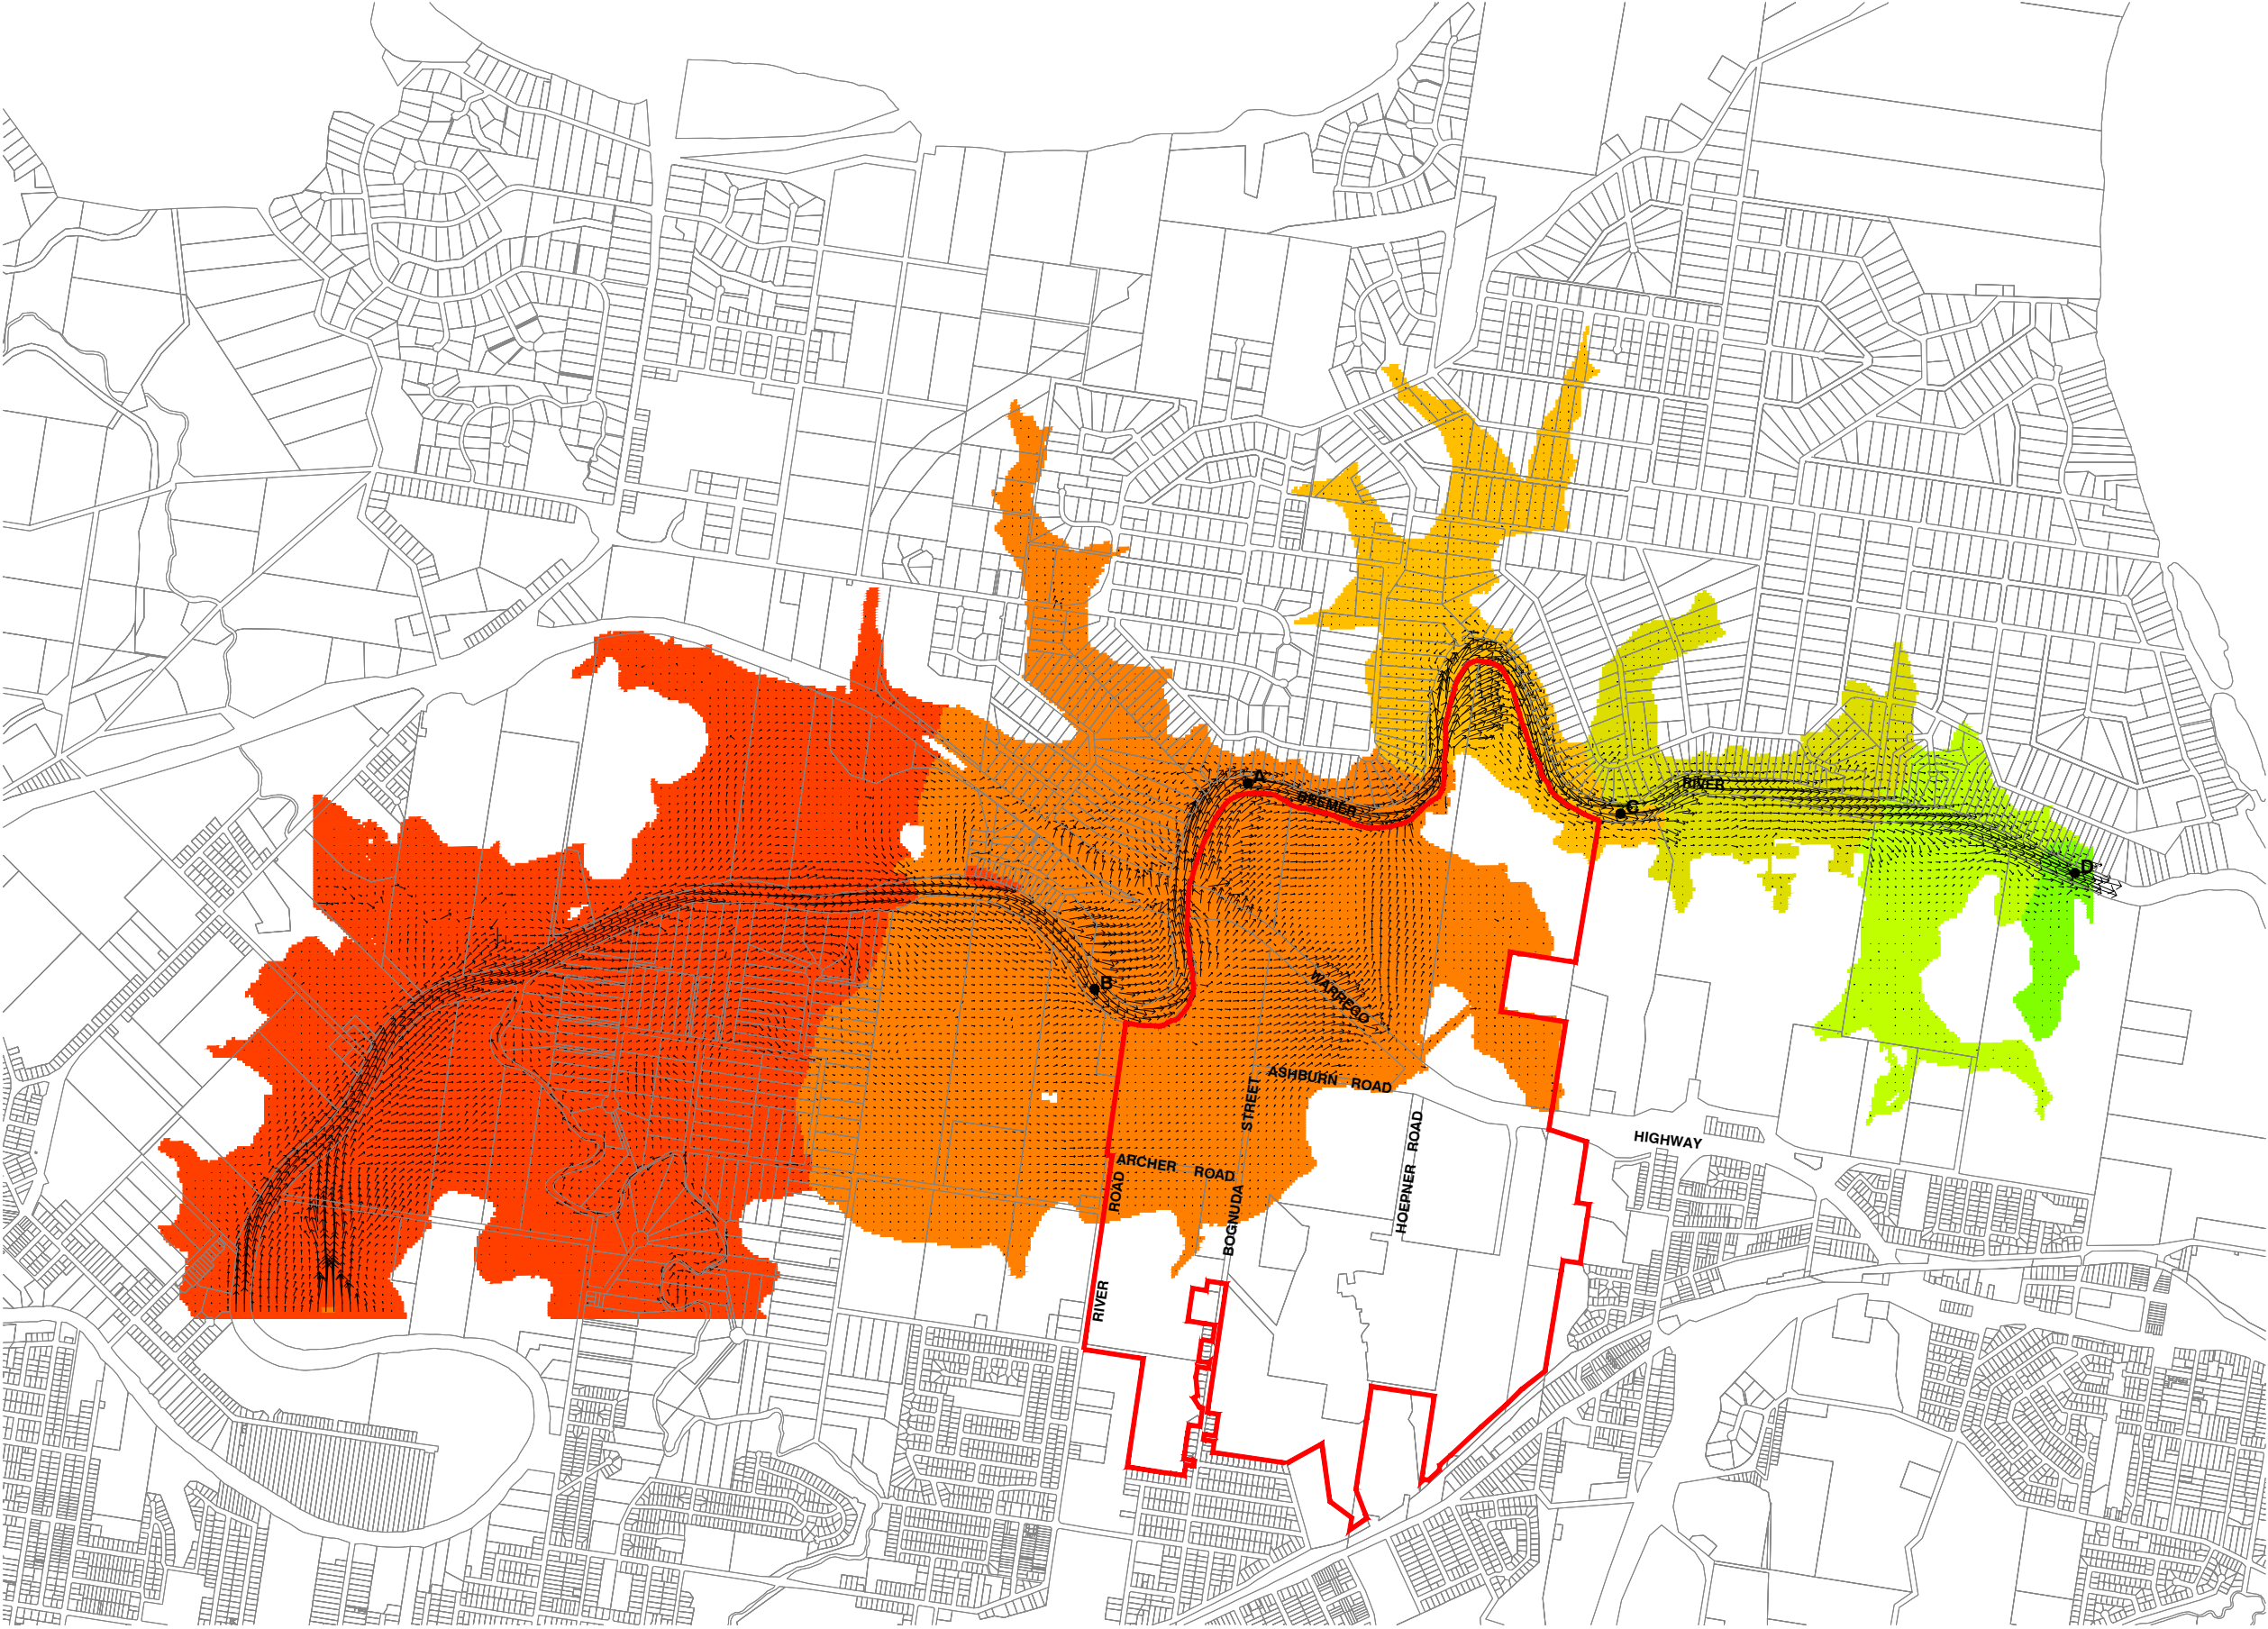 A
BREMER
RIVER
C
D
B
WARREGO
ASHBURN ROAD
STREET
HIGHWAY
ARCHER ROAD
ROAD
HOEPNER ROAD
BOGNUDA
RIVER